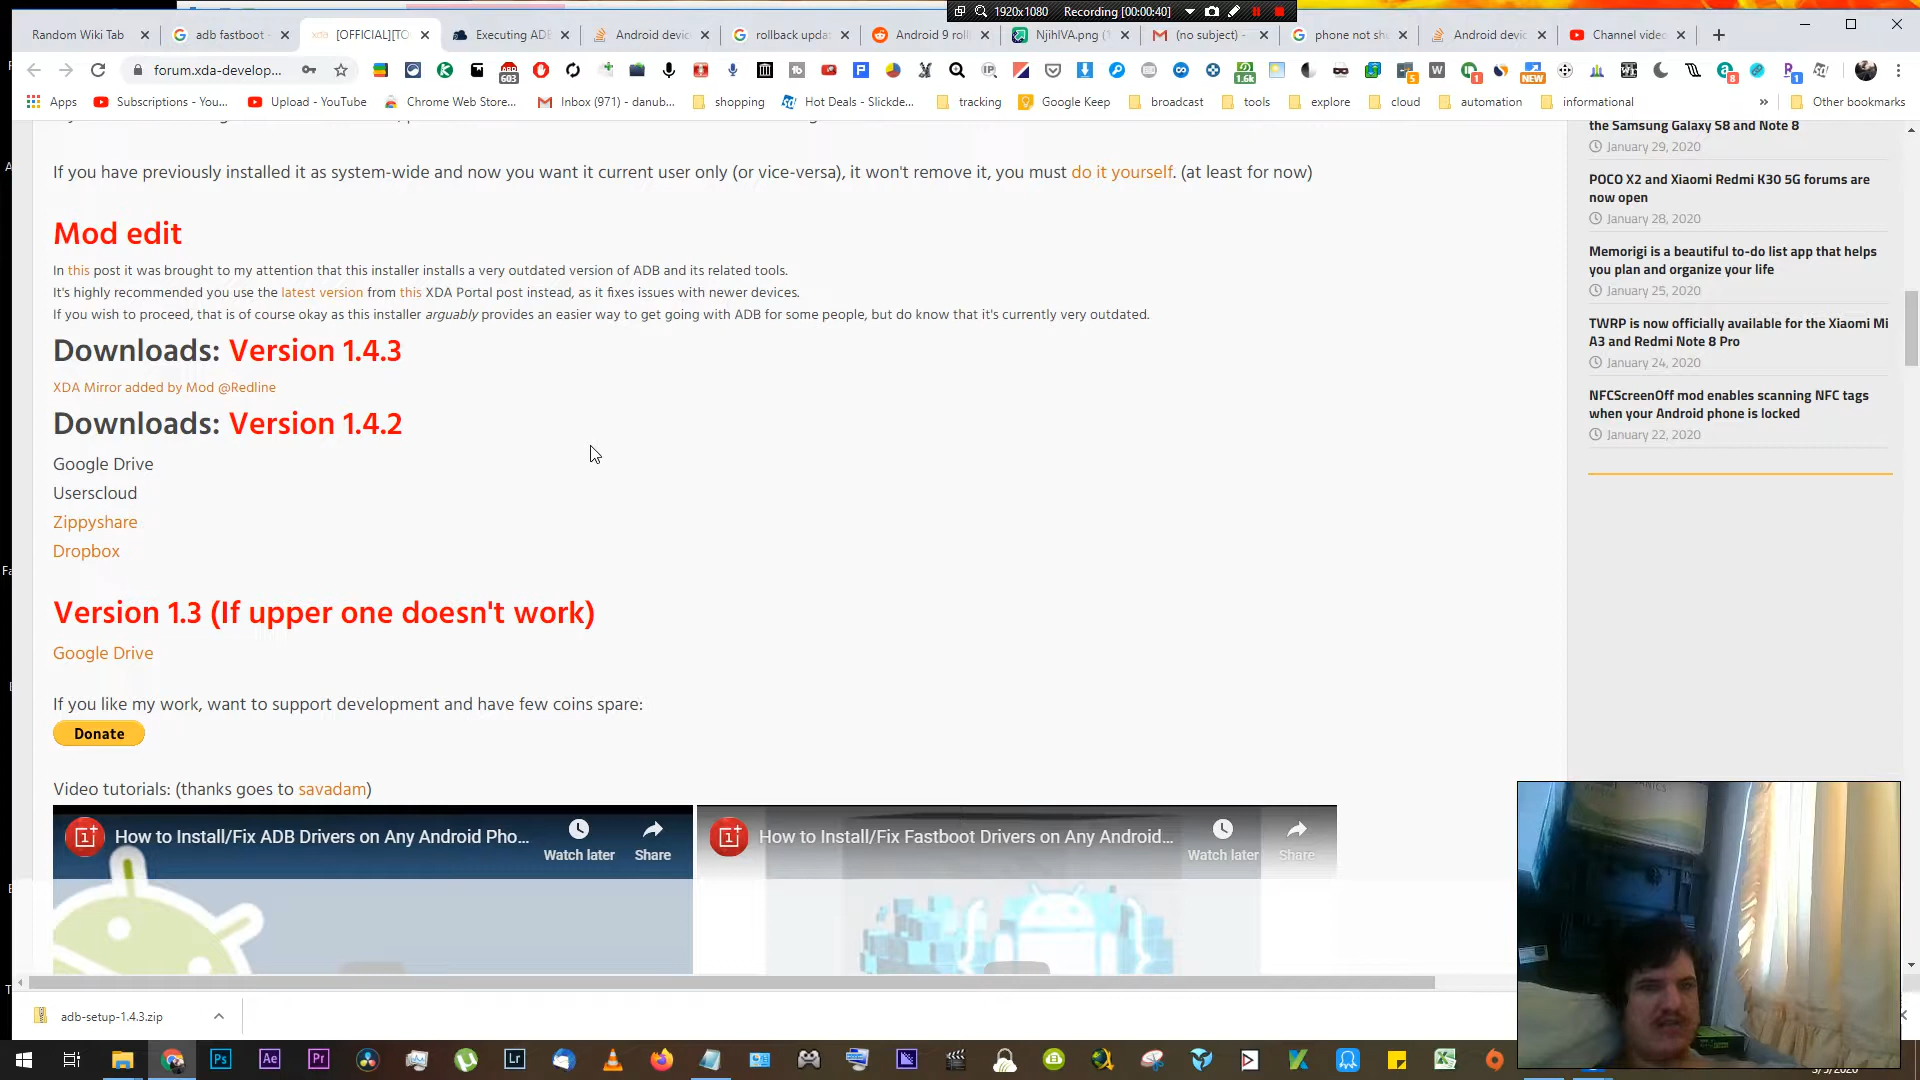 1920x1080 Recording [00:00:40]
Random Wiki Tab
adb fastboot -
[OFFICIAL][TO
Executing ADB
Android devic
rollback upda
Android 9 roll
NjihIVA.png (
(no subject) -
phone not sh
Android devic
Channel video
forum.xda-develop...
603
1.6k
5
1
NEW
8
1
Apps
Subscriptions - You...
Upload - YouTube
Chrome Web Store...
Inbox (971) - danub...
shopping
Hot Deals - Slickde...
tracking
Google Keep
broadcast
tools
explore
cloud
automation
informational
Other bookmarks
If you have previously installed it as system-wide and now you want it current user only (or vice-versa), it won't remove it, you must do it yourself. (at least for now)
Mod edit
In this post it was brought to my attention that this installer installs a very outdated version of ADB and its related tools.
It's highly recommended you use the latest version from this XDA Portal post instead, as it fixes issues with newer devices.
If you wish to proceed, that is of course okay as this installer arguably provides an easier way to get going with ADB for some people, but do know that it's currently very outdated.
Downloads: Version 1.4.3
XDA Mirror added by Mod @Redline
Downloads: Version 1.4.2
Google Drive
Userscloud
Zippyshare
Dropbox
Version 1.3 (If upper one doesn't work)
Google Drive
If you like my work, want to support development and have few coins spare:
Donate
Video tutorials: (thanks goes to savadam)
How to Install/Fix ADB Drivers on Any Android Pho...
Watch later
Share
How to Install/Fix Fastboot Drivers on Any Android...
Watch later
Share
the Samsung Galaxy S8 and Note 8
January 29, 2020
POCO X2 and Xiaomi Redmi K30 5G forums are
now open
January 28, 2020
Memorigi is a beautiful to-do list app that helps
you plan and organize your life
January 25, 2020
TWRP is now officially available for the Xiaomi Mi
A3 and Redmi Note 8 Pro
January 24, 2020
NFCScreenOff mod enables scanning NFC tags
when your Android phone is locked
January 22, 2020
adb-setup-1.4.3.zip
Ps
Ae
Pr
Lr